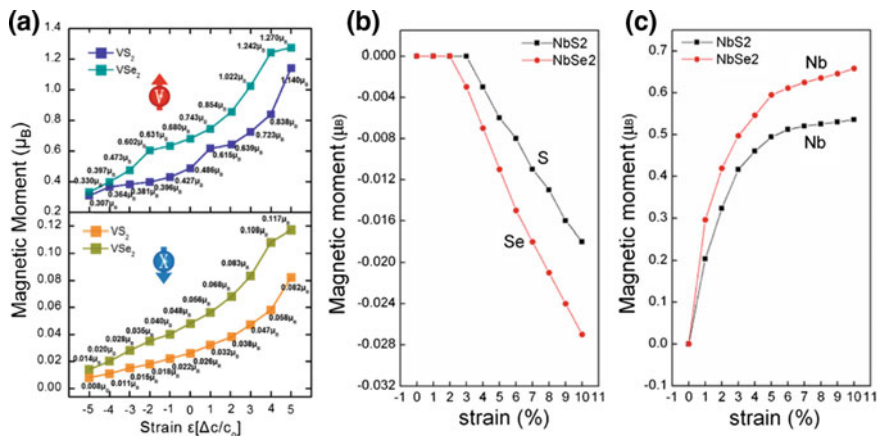 (a)
Magnetic Moment (μB)
1.4
1.2
1.0
0.8
0.6
0.4
0.2
VS2
VSe2
V
0.330μB
0.397μB
0.473μB
0.602μB
0.631μB
0.680μB
0.743μB
0.854μB
1.022μB
1.242μB
1.270μB
0.307μB
0.364μB
0.381μB
0.396μB
0.427μB
0.486μB
0.615μB
0.639μB
0.723μB
0.838μB
1.140μB
0.12
0.10
0.08
0.06
0.04
0.02
0.00
VS2
VSe2
X
0.014μB
0.020μB
0.028μB
0.035μB
0.040μB
0.048μB
0.056μB
0.068μB
0.083μB
0.108μB
0.117μB
0.008μB
0.011μB
0.015μB
0.018μB
0.022μB
0.026μB
0.032μB
0.038μB
0.047μB
0.058μB
0.082μB
-5 -4 -3 -2 -1 0 1 2 3 4 5
Strain ε[Δc/c0]
(b)
Magnetic moment (μB)
-0.000
-0.004
-0.008
-0.012
-0.016
-0.020
-0.024
-0.028
-0.032
NbS2
NbSe2
S
Se
-1 0 1 2 3 4 5 6 7 8 9 10 11
strain (%)
(c)
Magnetic moment (μB)
0.7
0.6
0.5
0.4
0.3
0.2
0.1
0.0
-0.1
NbS2
NbSe2
Nb
Nb
-1 0 1 2 3 4 5 6 7 8 9 10 11
strain (%)